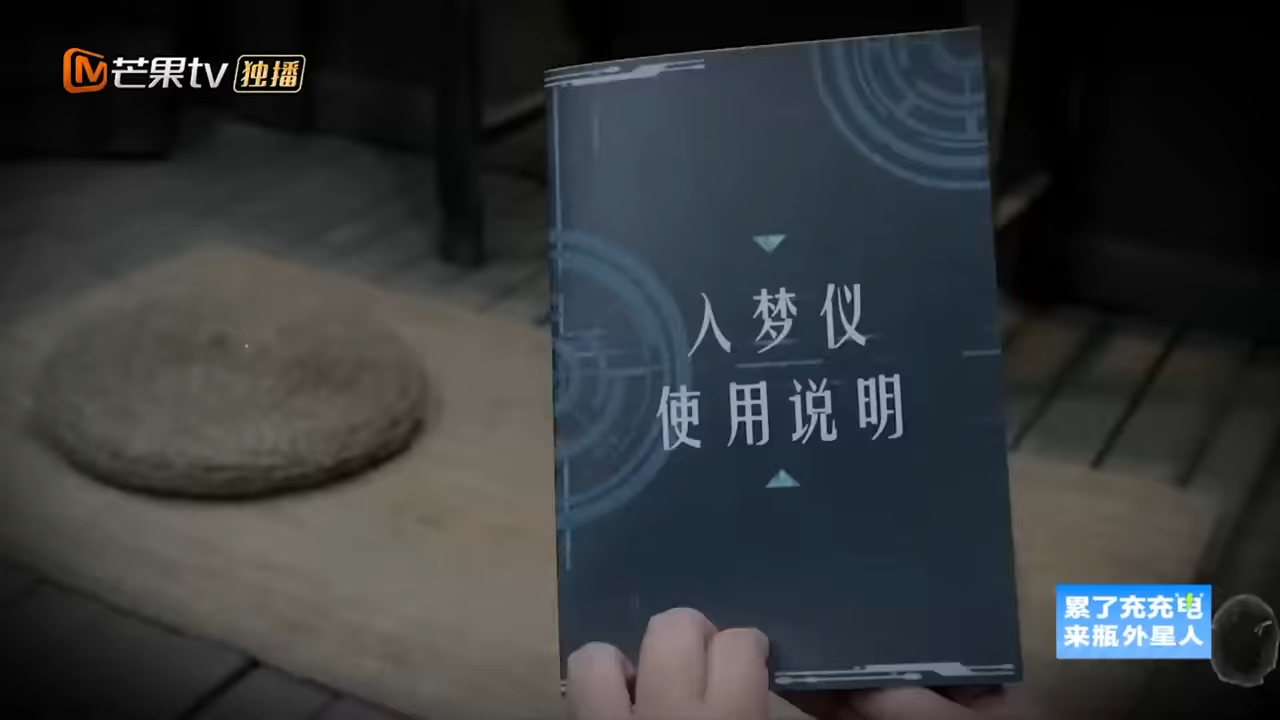 芒果tv 独播
入梦仪
使用说明
累了充充电
来瓶外星人